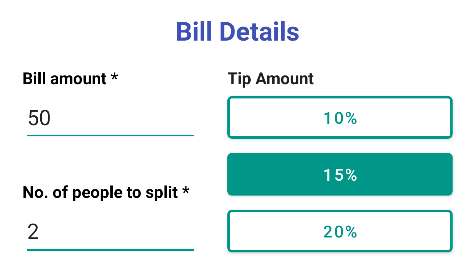 Bill Details
Bill amount *
50
No. of people to split *
2
Tip Amount
10%
15%
20%